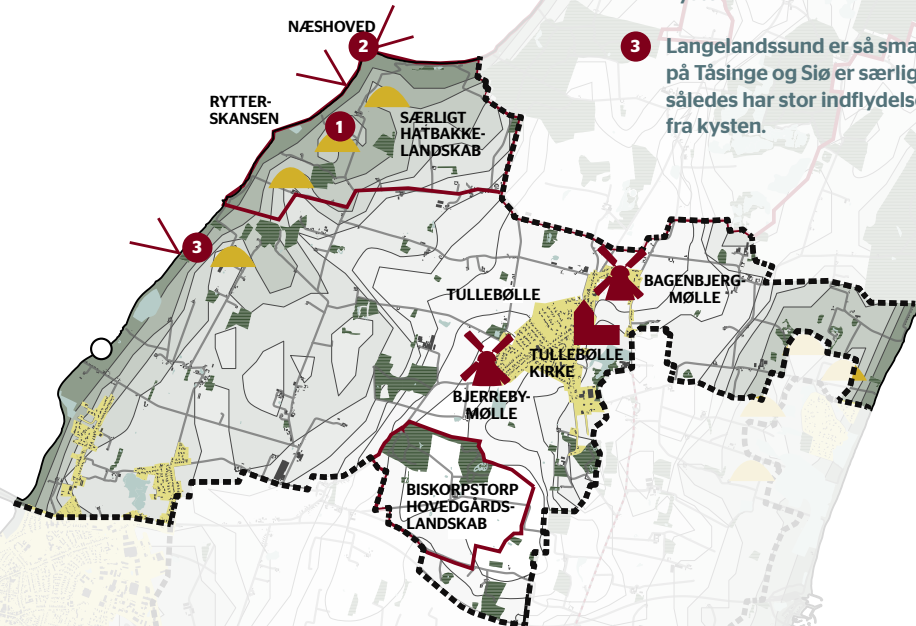 NÆSHOVED
2
3
Langelandssund er så sma
på Tåsinge og Siø er særlig
således har stor indflydels
fra kysten.
RYTTER-
SKANSEN
1
SÆRLIGT
HATBAKKE-
LANDSKAB
3
BAGENBJERG-
MØLLE
TULLEBØLLE
TULLEBØLLE
KIRKE
BJERREBY-
MØLLE
BISKORPSTORP
HOVEDGÅRDS-
LANDSKAB